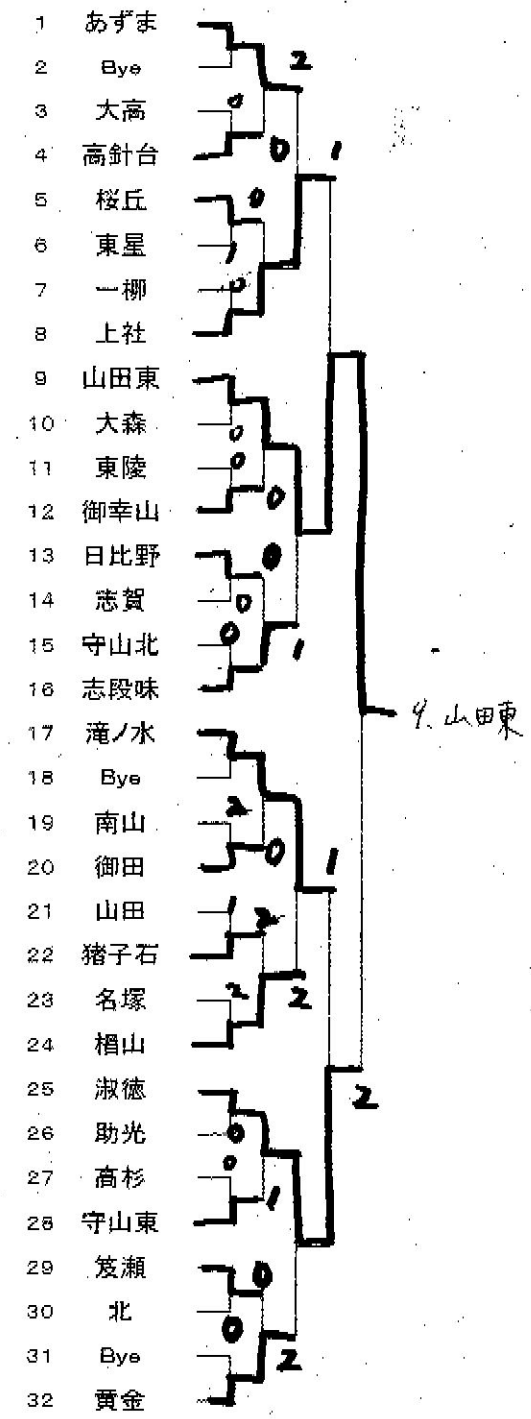 1 あずま
2 Bye
2
3 大高
0
4 高針台
0
1
5 桜丘
0
6 東星
1
7 一柳
0
8 上社
9 山田東
10 大森
0
11 東陵
0
12 御幸山
0
13 日比野
0
14 志賀
0
15 守山北
0
1
16 志段味
9. 山田東
17 滝ノ水
18 Bye
19 南山
2
20 御田
0
1
21 山田
1
2
22 猪子石
23 名塚
2
2
24 椙山
25 淑徳
2
26 助光
0
27 高杉
0
28 守山東
1
29 笈瀬
0
30 北
0
31 Bye
2
32 黄金